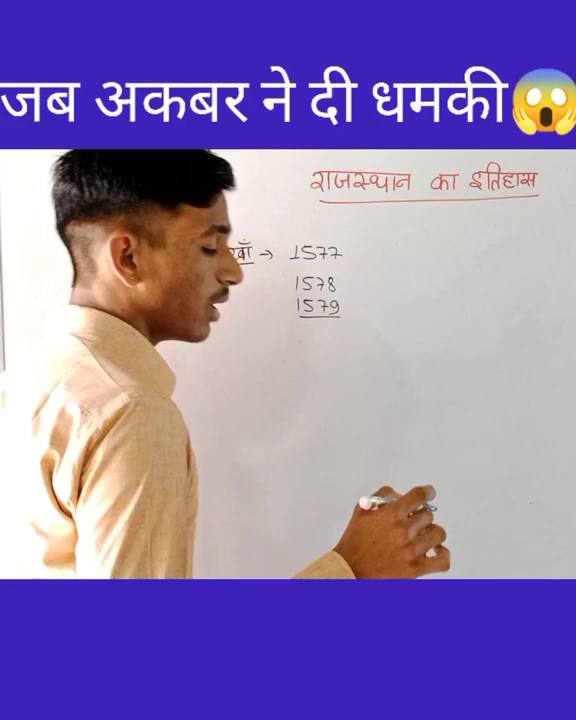 जब अकबर ने दी धमकी😱
राजस्थान का इतिहास
खाँ → 1577
1578
1579